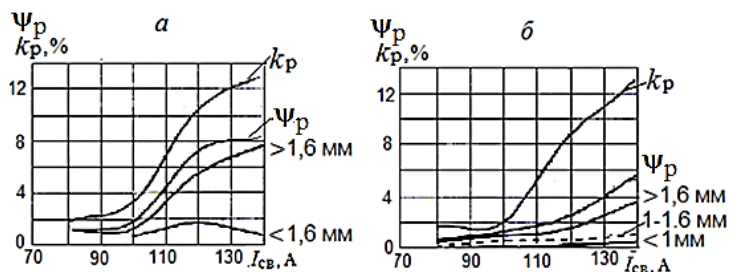 а
Ψр
kр, %
12
8
4
0
70
90
110
130
Iсв, А
kр
Ψр
>1,6 мм
<1,6 мм
б
Ψр
kр, %
12
8
4
0
70
90
110
130
Iсв, А
kр
Ψр
>1,6 мм
1-1.6 мм
<1мм